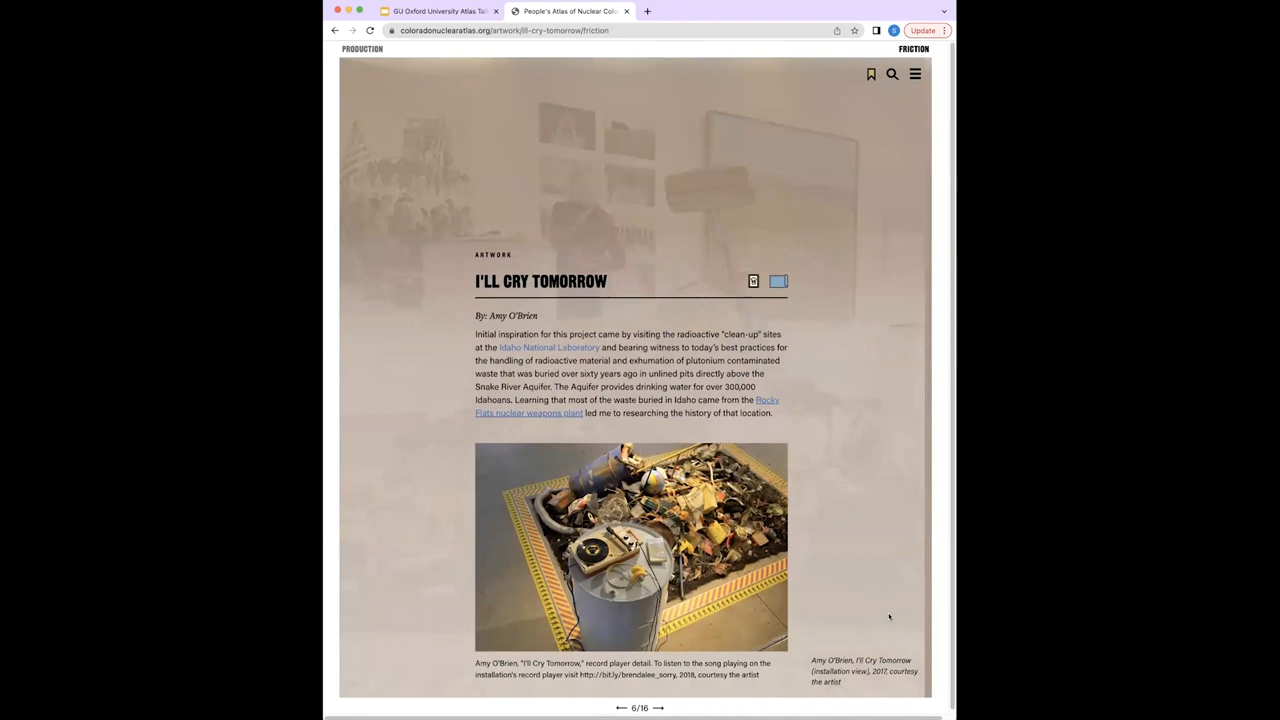 GU Oxford University Atlas Tal
People's Atlas of Nuclear Colo
coloradonuclearatlas.org/artwork/ill-cry-tomorrow/friction
S
Update
PRODUCTION
FRICTION
ARTWORK
I'LL CRY TOMORROW
By: Amy O'Brien
Initial inspiration for this project came by visiting the radioactive "clean-up" sites
at the Idaho National Laboratory and bearing witness to today's best practices for
the handling of radioactive material and exhumation of plutonium contaminated
waste that was buried over sixty years ago in unlined pits directly above the
Snake River Aquifer. The Aquifer provides drinking water for over 300,000
Idahoans. Learning that most of the waste buried in Idaho came from the Rocky
Flats nuclear weapons plant led me to researching the history of that location.
Amy O'Brien, "I'll Cry Tomorrow," record player detail. To listen to the song playing on the
installation's record player visit http://bit.ly/brendalee_sorry, 2018, courtesy the artist
Amy O'Brien, I'll Cry Tomorrow
(installation view), 2017, courtesy
the artist
6/16